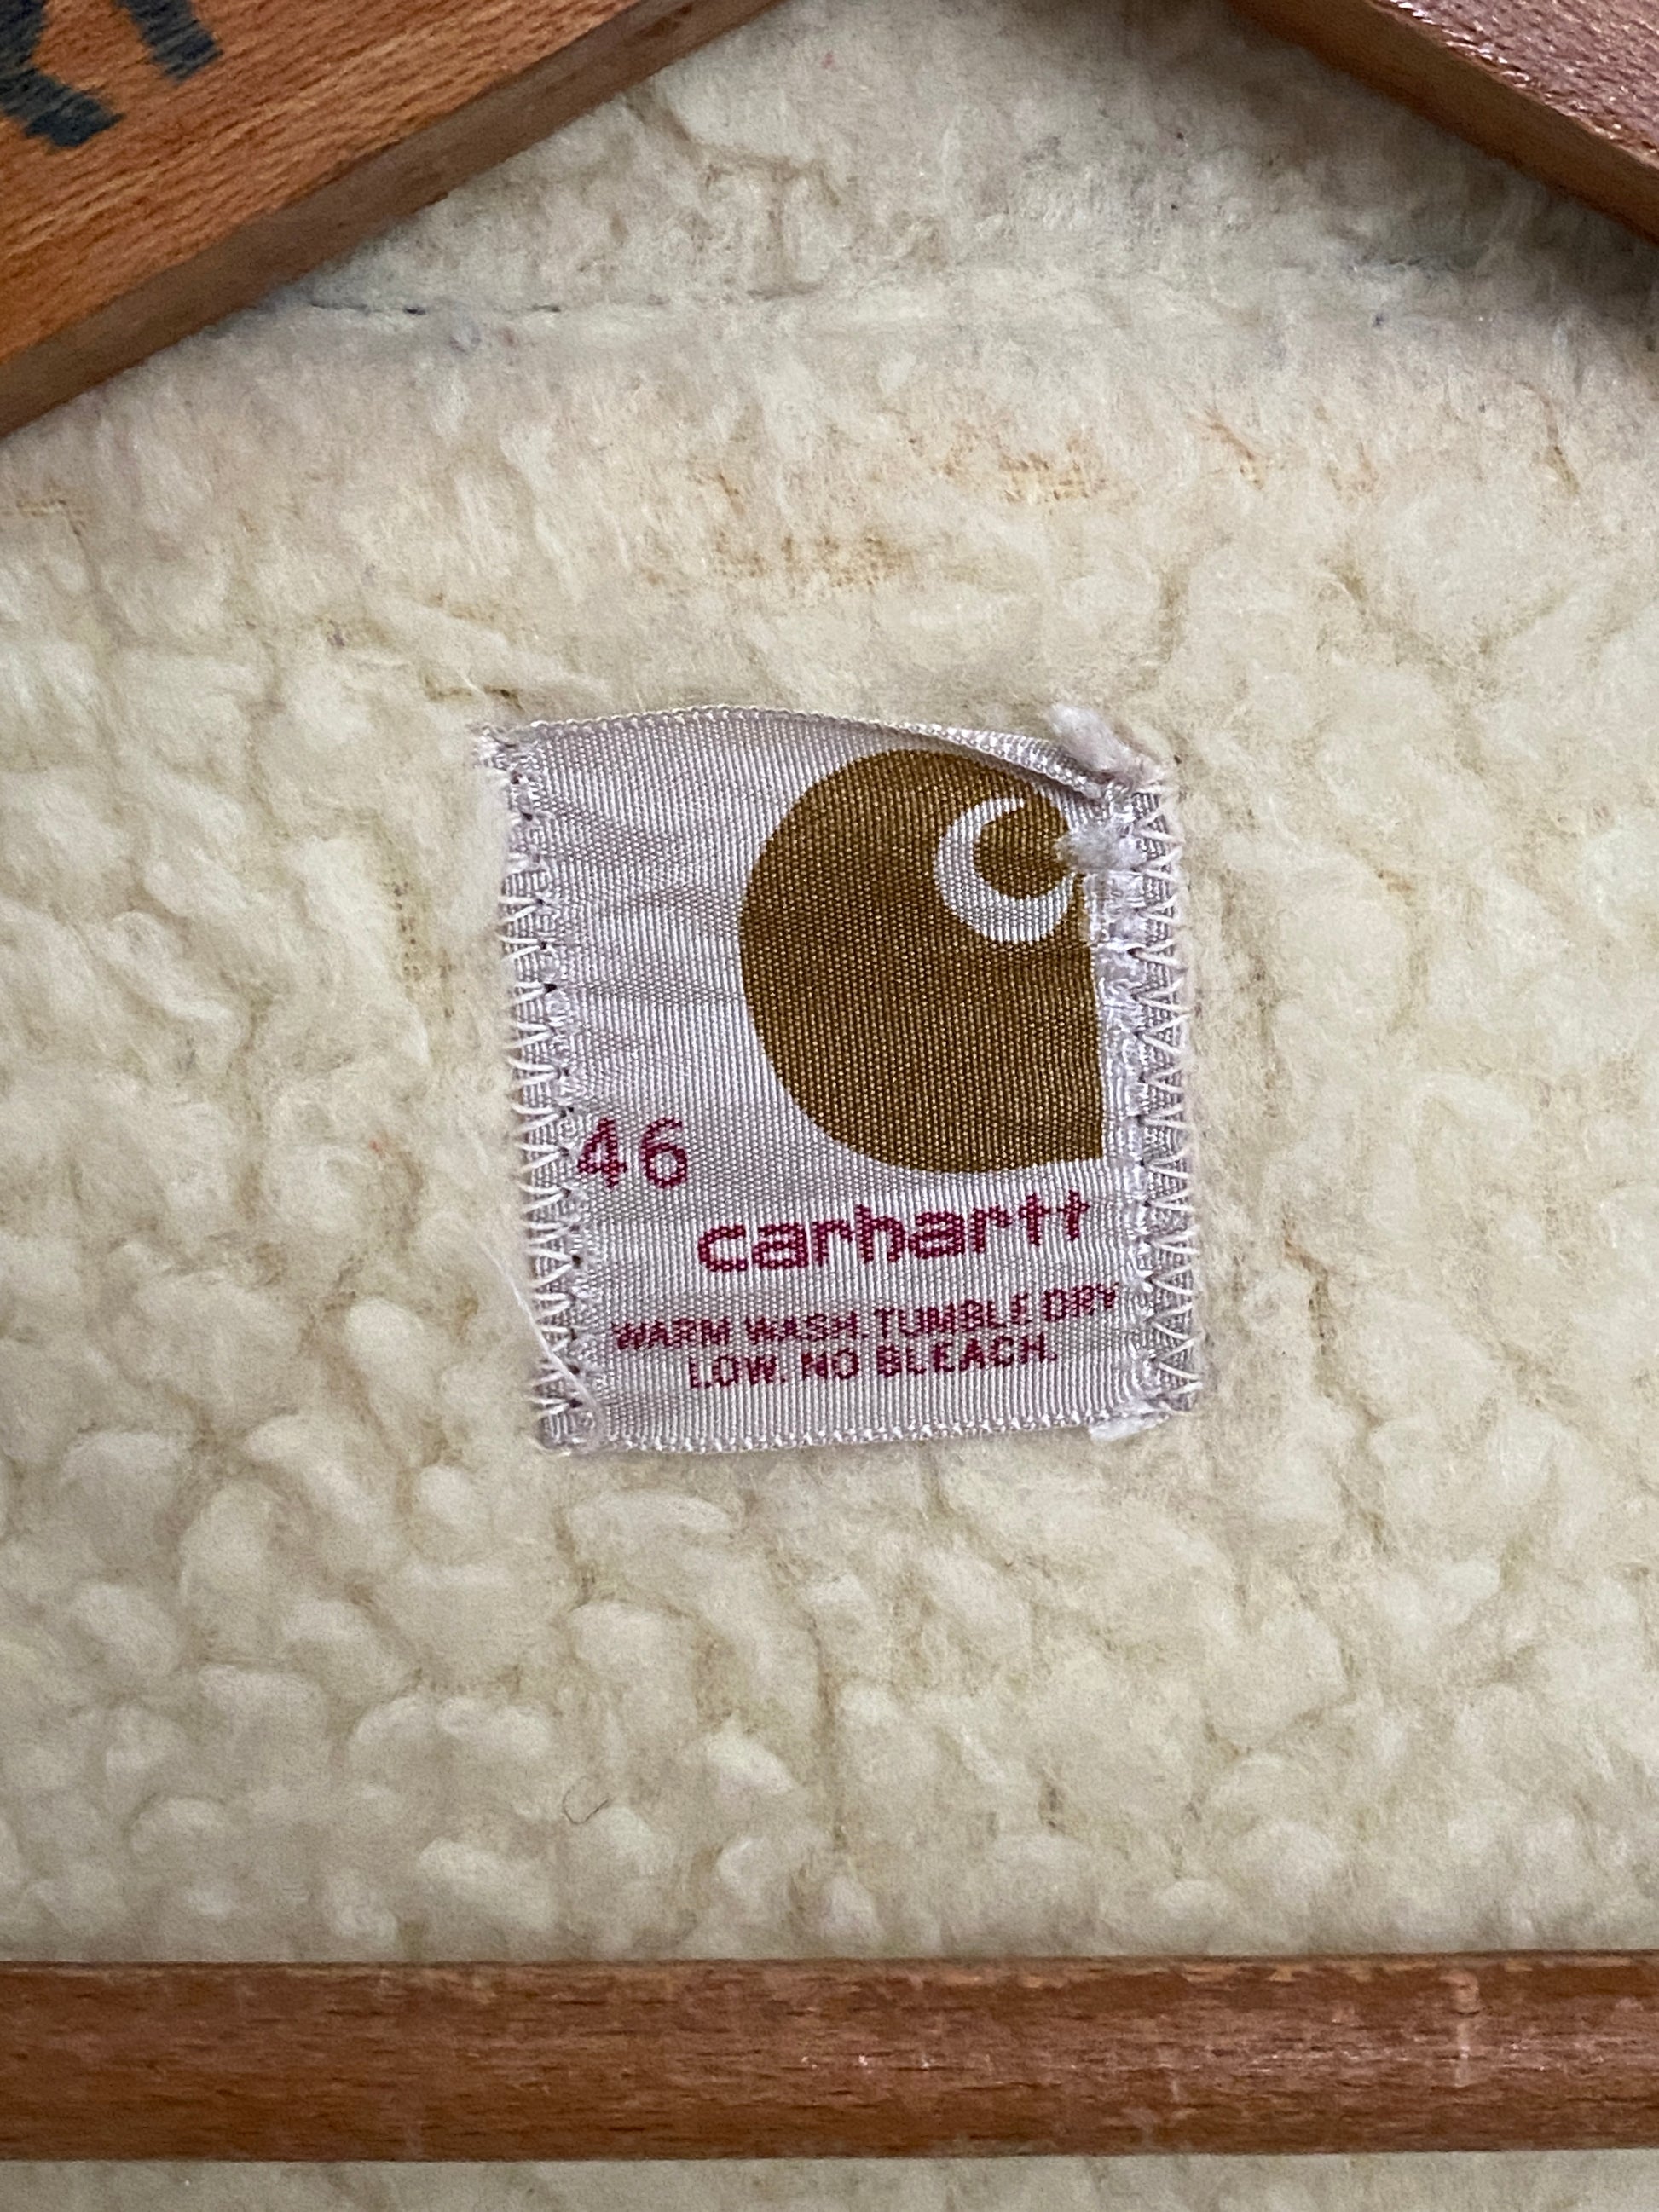 46
carhartt
WARM WASH. TUMBLE DRY
LOW. NO BLEACH.